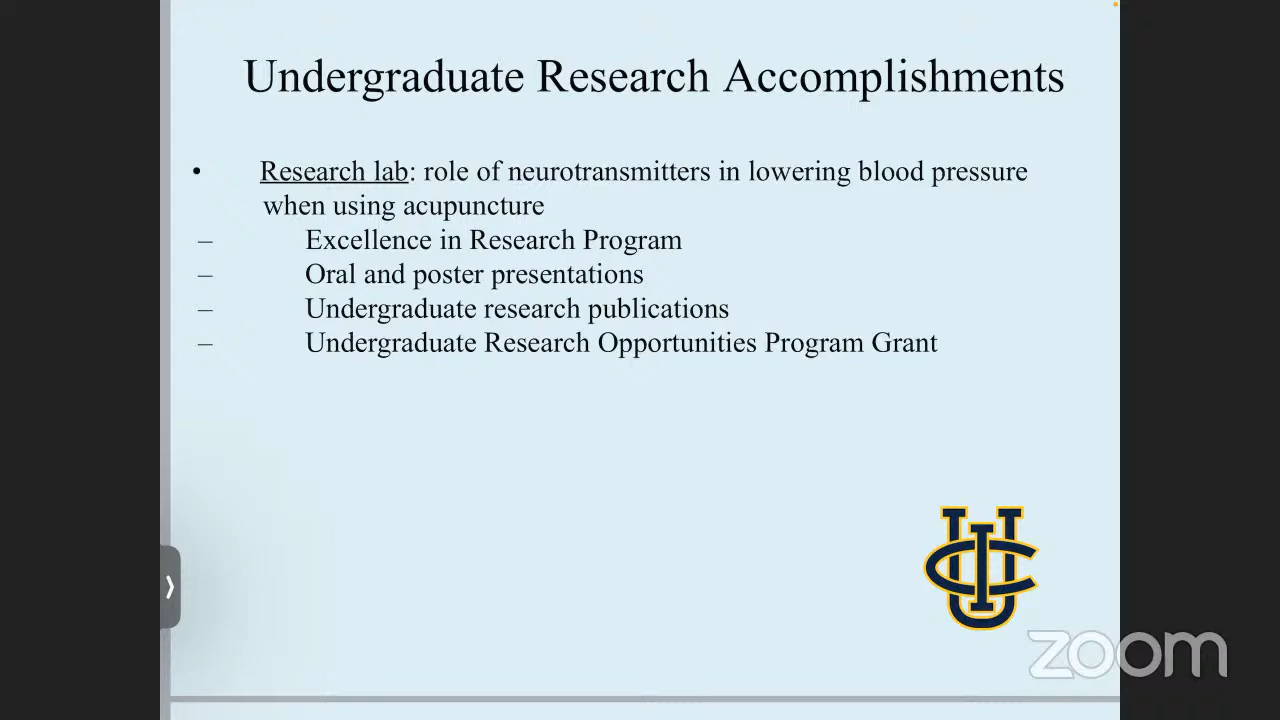 Undergraduate Research Accomplishments
• Research lab: role of neurotransmitters in lowering blood pressure
when using acupuncture
– Excellence in Research Program
– Oral and poster presentations
– Undergraduate research publications
– Undergraduate Research Opportunities Program Grant
UCI
zoom